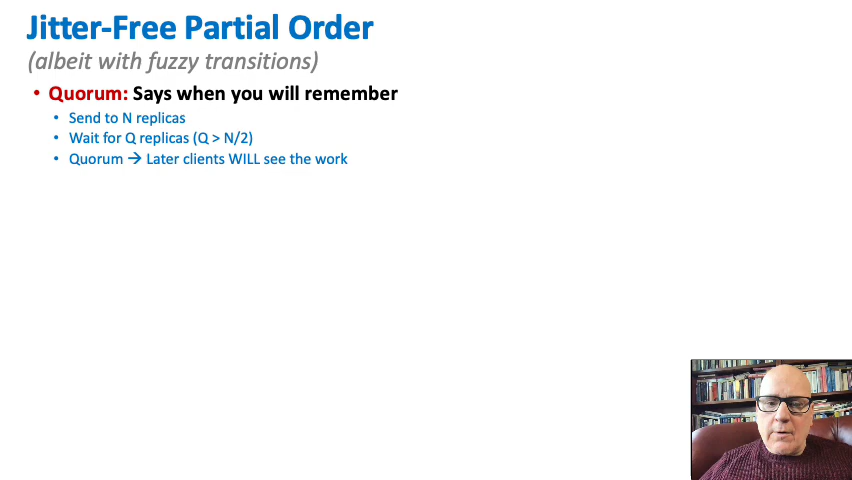 Jitter-Free Partial Order
(albeit with fuzzy transitions)
• Quorum: Says when you will remember
• Send to N replicas
• Wait for Q replicas (Q > N/2)
• Quorum → Later clients WILL see the work